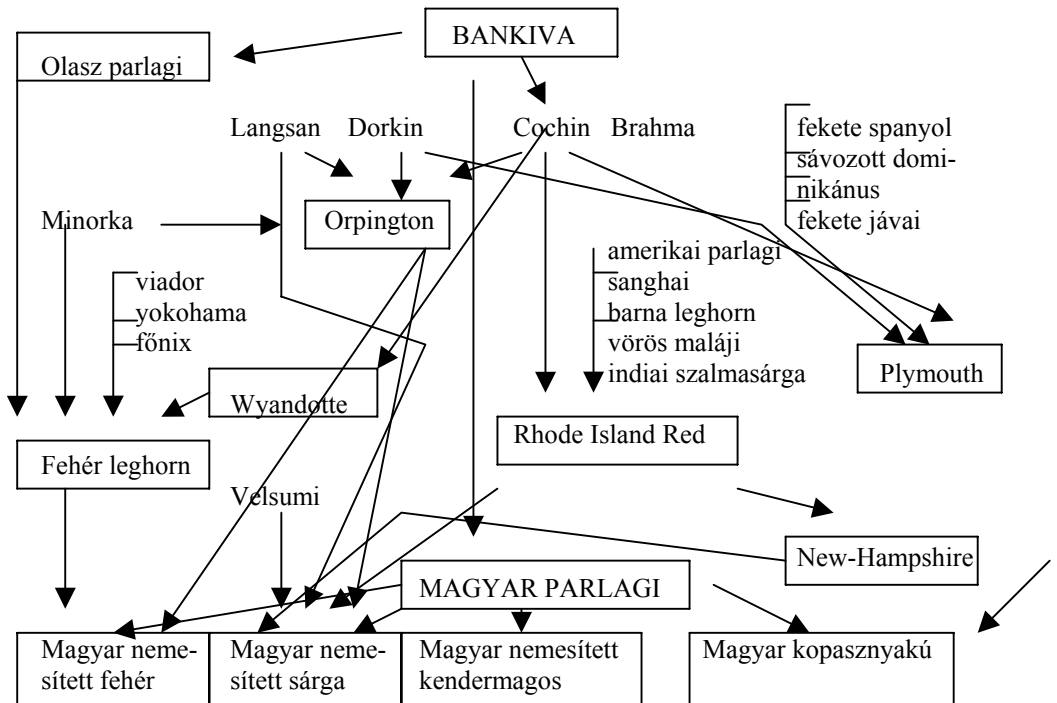 BANKIVA
Olasz parlagi
Langsan Dorkin Cochin Brahma
fekete spanyol
sávozott domi-
nikánus
fekete jávai
Minorka
Orpington
viador
yokohama
főnix
amerikai parlagi
sanghai
barna leghorn
vörös maláji
indiai szalmasárga
Plymouth
Wyandotte
Rhode Island Red
Fehér leghorn
Velsumi
New-Hampshire
MAGYAR PARLAGI
Magyar neme-
sített fehér
Magyar neme-
sített sárga
Magyar nemesített
kendermagos
Magyar kopasznyakú